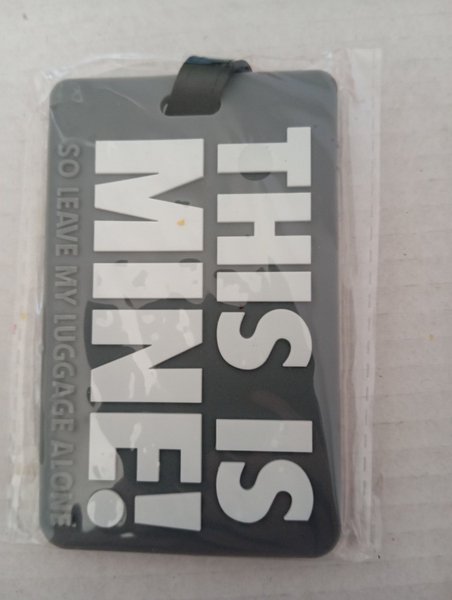 THIS IS
MINE!
SO LEAVE MY LUGGAGE ALONE